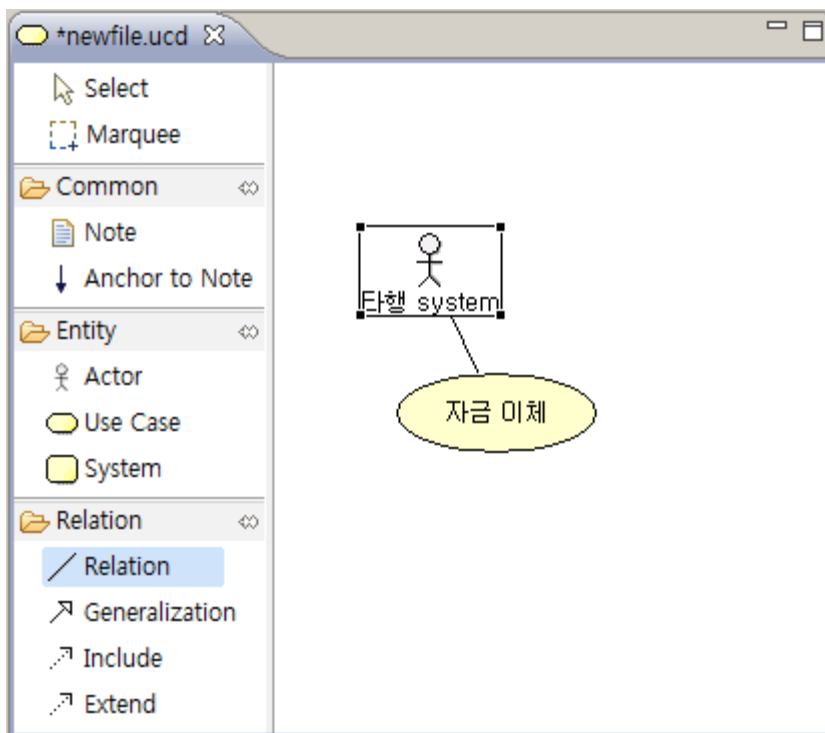 *newfile.ucd
Select
Marquee
Common
Note
Anchor to Note
Entity
Actor
Use Case
System
Relation
Relation
Generalization
Include
Extend
타행 system
자금 이체